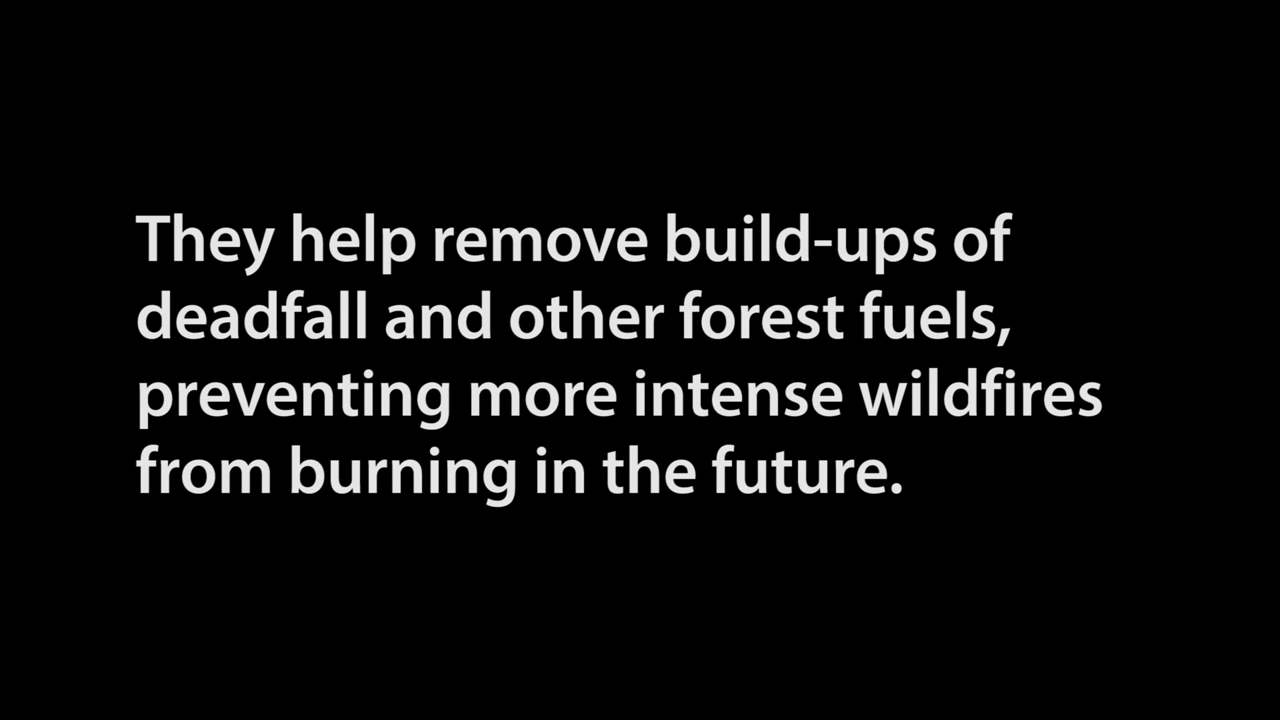 They help remove build-ups of
deadfall and other forest fuels,
preventing more intense wildfires
from burning in the future.